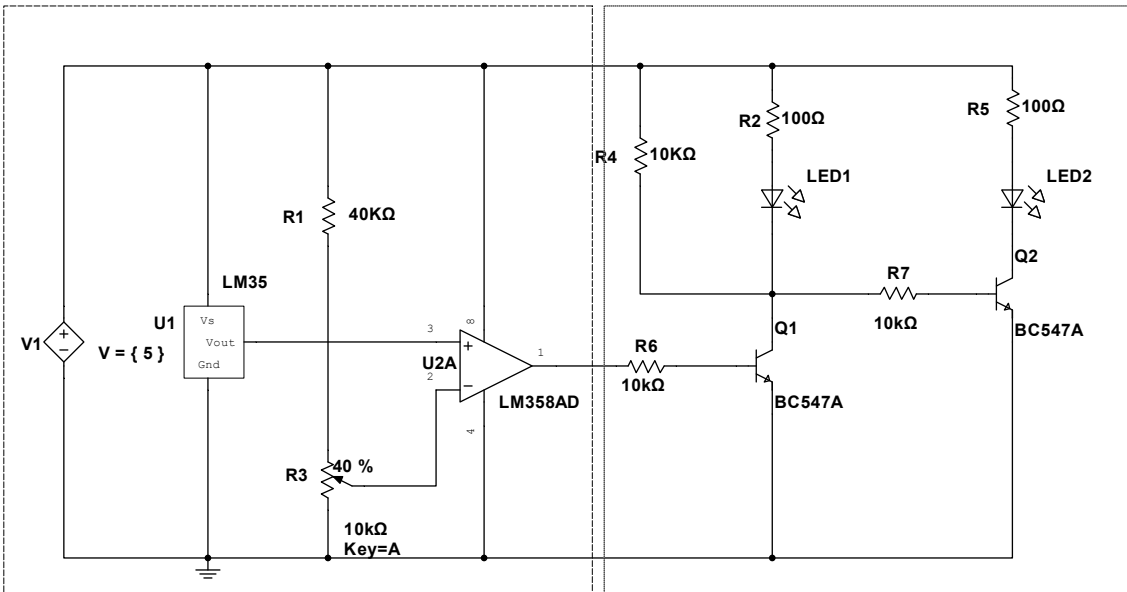 R2
100Ω
R5
100Ω
R4
10KΩ
LED1
LED2
R1
40KΩ
LM35
Q2
R7
10kΩ
BC547A
U1
Vs
Vout
Gnd
V1
V = { 5 }
3
8
+
U2A
2
−
1
4
LM358AD
R6
10kΩ
Q1
BC547A
R3
40 %
10kΩ
Key=A